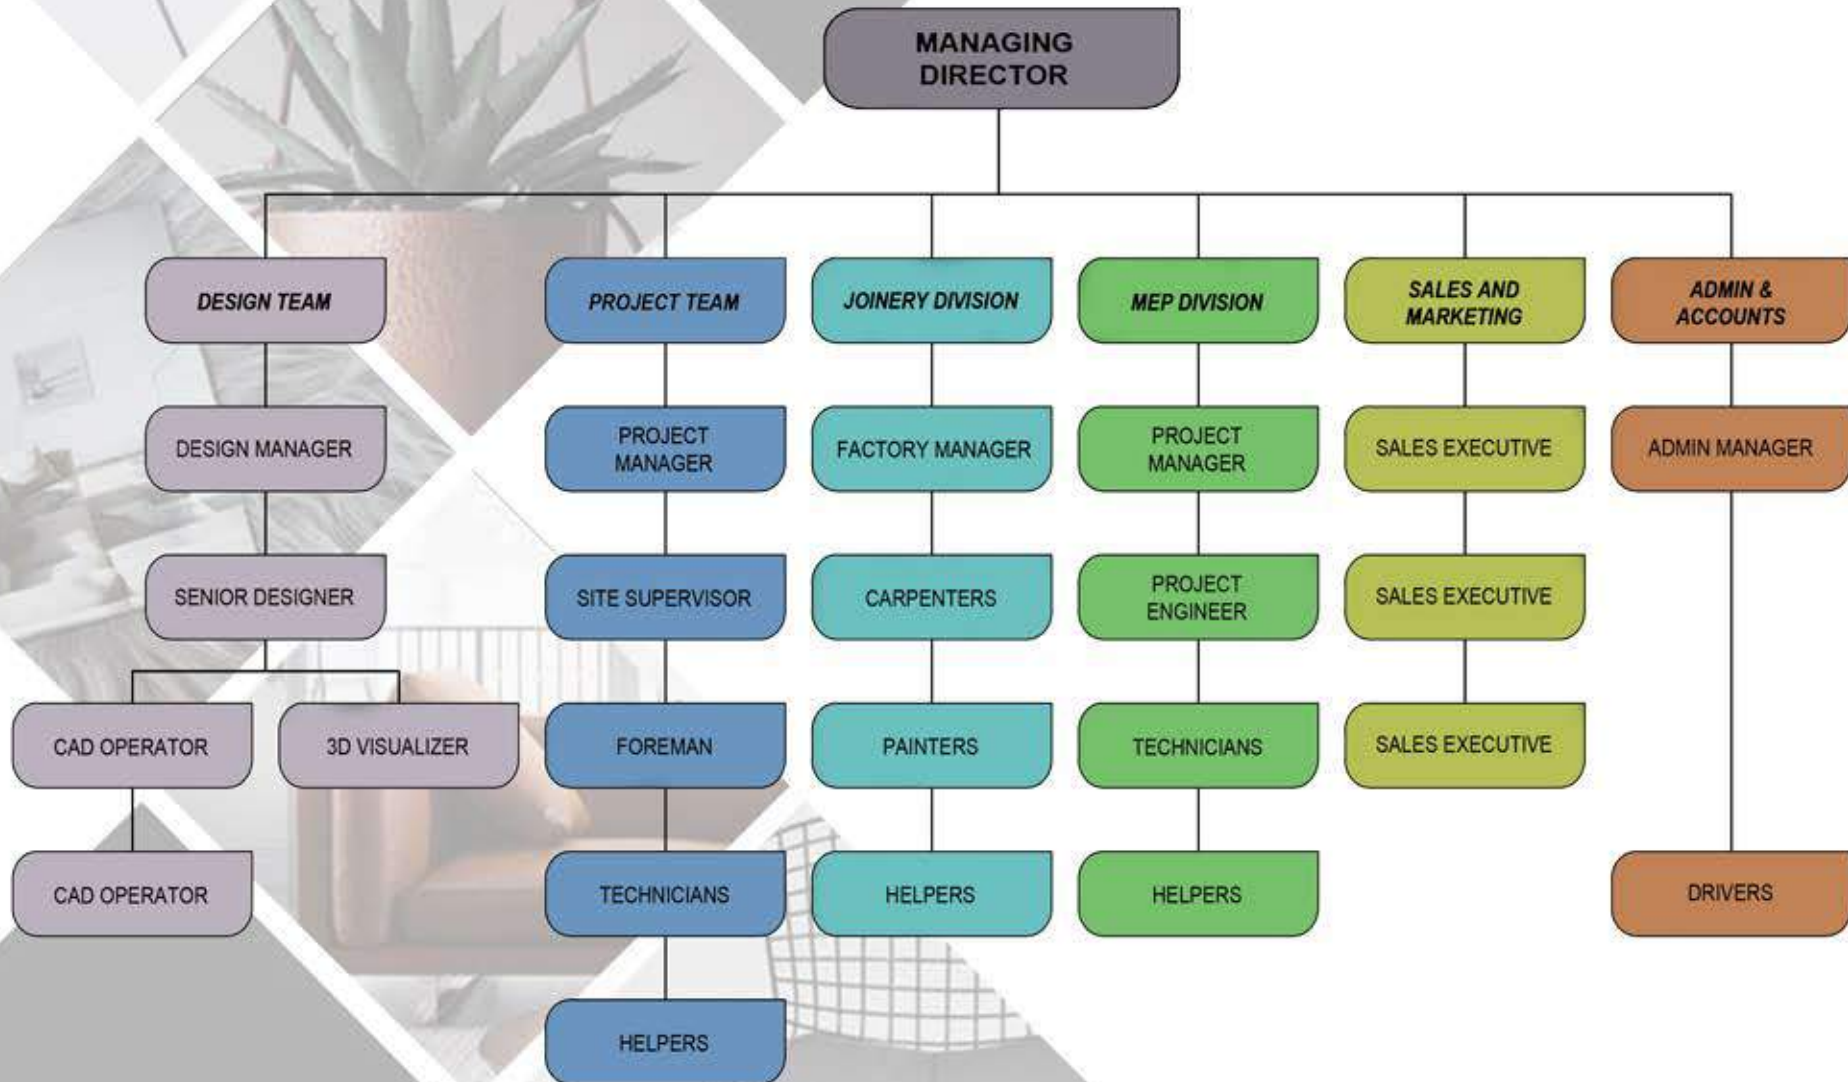 MANAGING
DIRECTOR
DESIGN TEAM
PROJECT TEAM
JOINERY DIVISION
MEP DIVISION
SALES AND
MARKETING
ADMIN &
ACCOUNTS
DESIGN MANAGER
PROJECT
MANAGER
FACTORY MANAGER
PROJECT
MANAGER
SALES EXECUTIVE
ADMIN MANAGER
SENIOR DESIGNER
SITE SUPERVISOR
CARPENTERS
PROJECT
ENGINEER
SALES EXECUTIVE
CAD OPERATOR
3D VISUALIZER
FOREMAN
PAINTERS
TECHNICIANS
SALES EXECUTIVE
CAD OPERATOR
TECHNICIANS
HELPERS
HELPERS
DRIVERS
HELPERS